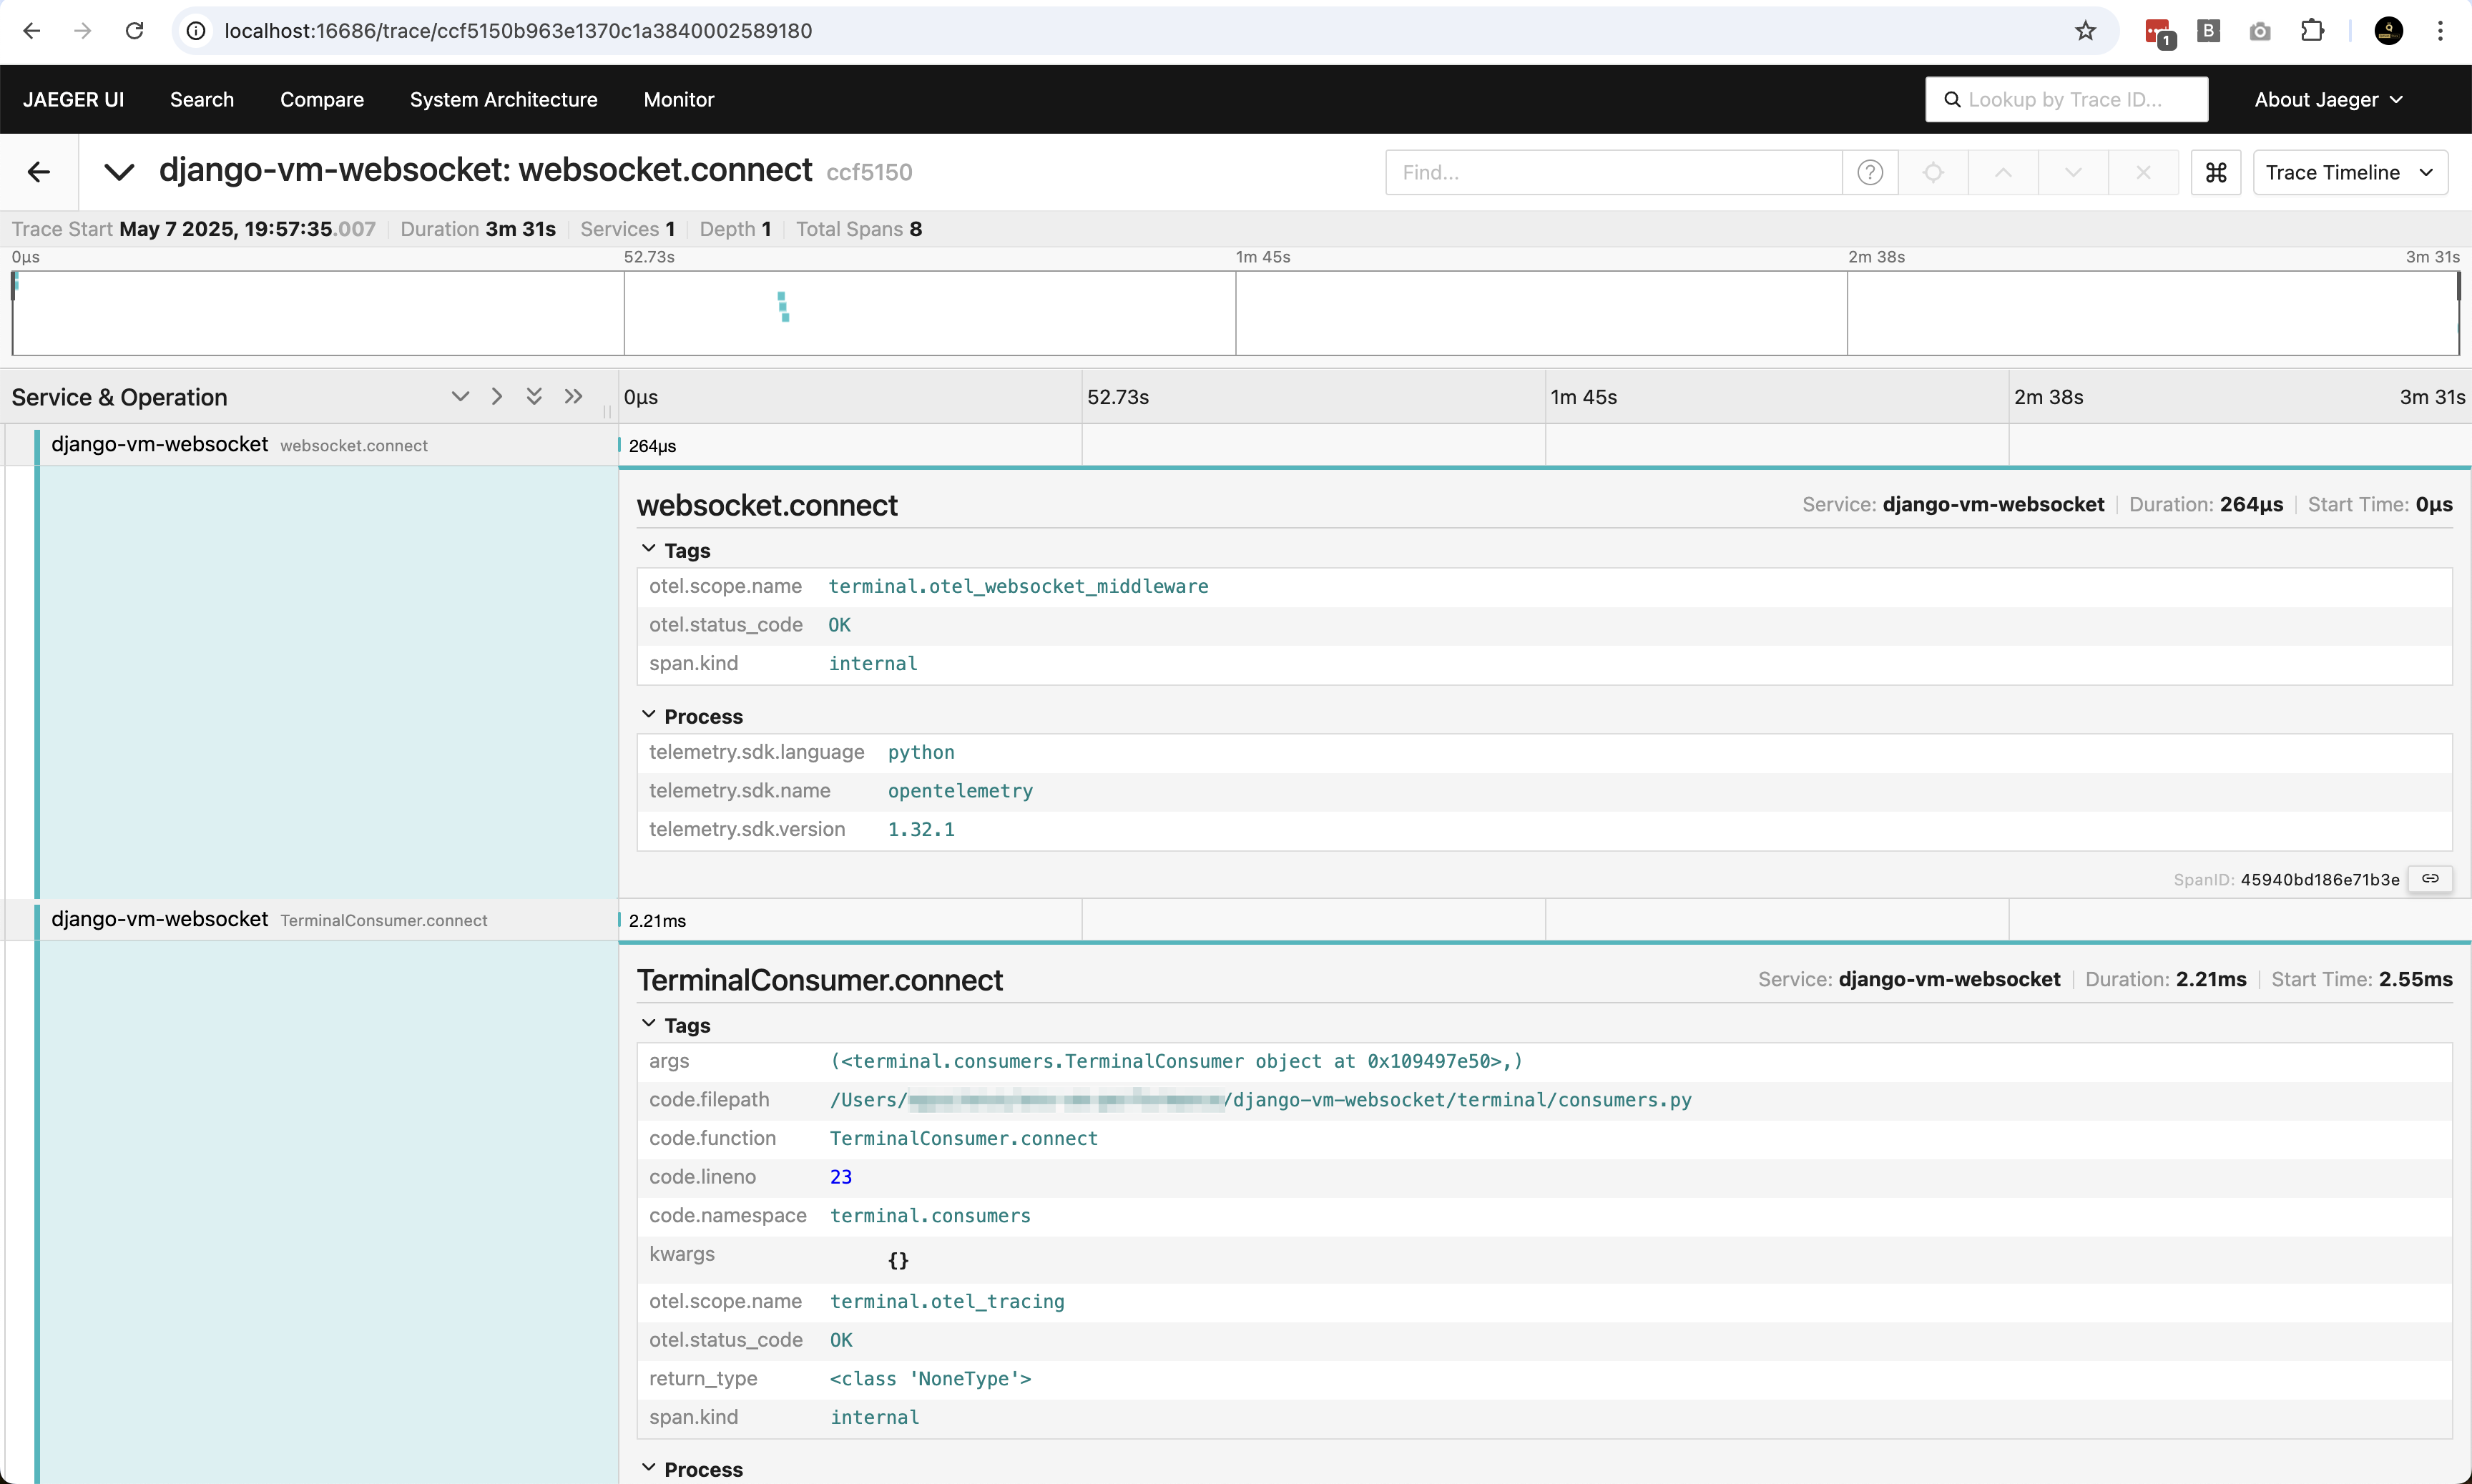 localhost:16686/trace/ccf5150b963e1370c1a3840002589180
1
B
JAEGER UI Search Compare System Architecture Monitor Lookup by Trace ID... About Jaeger
django-vm-websocket: websocket.connect ccf5150 Find... ? ⌘ Trace Timeline
Trace Start May 7 2025, 19:57:35.007 Duration 3m 31s Services 1 Depth 1 Total Spans 8
0μs 52.73s 1m 45s 2m 38s 3m 31s
Service & Operation 0μs 52.73s 1m 45s 2m 38s 3m 31s
django-vm-websocket websocket.connect 264μs
websocket.connect Service: django-vm-websocket Duration: 264μs Start Time: 0μs
Tags
otel.scope.name terminal.otel_websocket_middleware
otel.status_code OK
span.kind internal
Process
telemetry.sdk.language python
telemetry.sdk.name opentelemetry
telemetry.sdk.version 1.32.1
SpanID: 45940bd186e71b3e
django-vm-websocket TerminalConsumer.connect 2.21ms
TerminalConsumer.connect Service: django-vm-websocket Duration: 2.21ms Start Time: 2.55ms
Tags
args (<terminal.consumers.TerminalConsumer object at 0x109497e50>,)
code.filepath /Users/ /django-vm-websocket/terminal/consumers.py
code.function TerminalConsumer.connect
code.lineno 23
code.namespace terminal.consumers
kwargs {}
otel.scope.name terminal.otel_tracing
otel.status_code OK
return_type <class 'NoneType'>
span.kind internal
Process